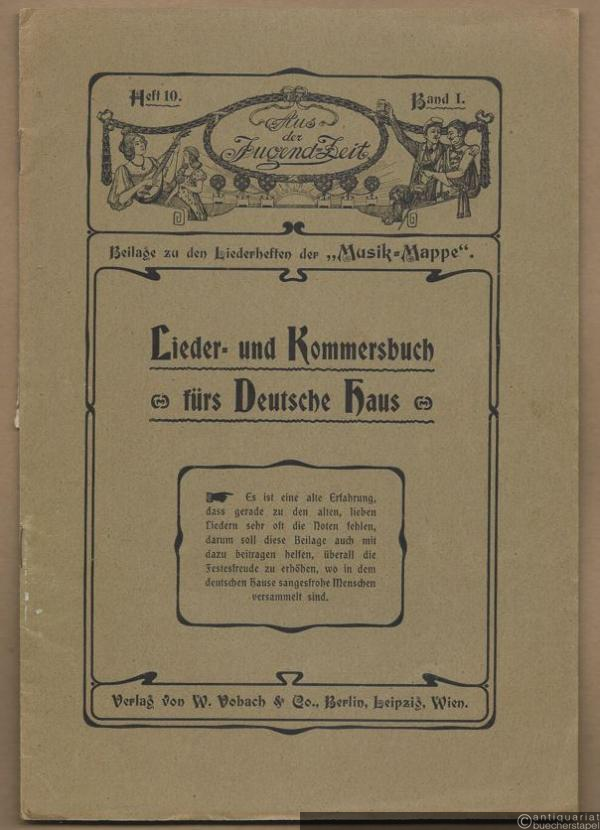 Heft 10.
Band I.
Aus
der
Jugend-Zeit
Beilage zu den Liederheften der „Musik=Mappe“.
Lieder- und Kommersbuch
fürs Deutsche Haus
Es ist eine alte Erfahrung,
dass gerade zu den alten, lieben
Liedern sehr oft die Noten fehlen,
darum soll diese Beilage auch mit
dazu beitragen helfen, überall die
Festesfreude zu erhöhen, wo in dem
deutschen Hause sangesfrohe Menschen
versammelt sind.
Verlag von W. Vobach & Co., Berlin, Leipzig, Wien.
© antiquariat
buecherstapel